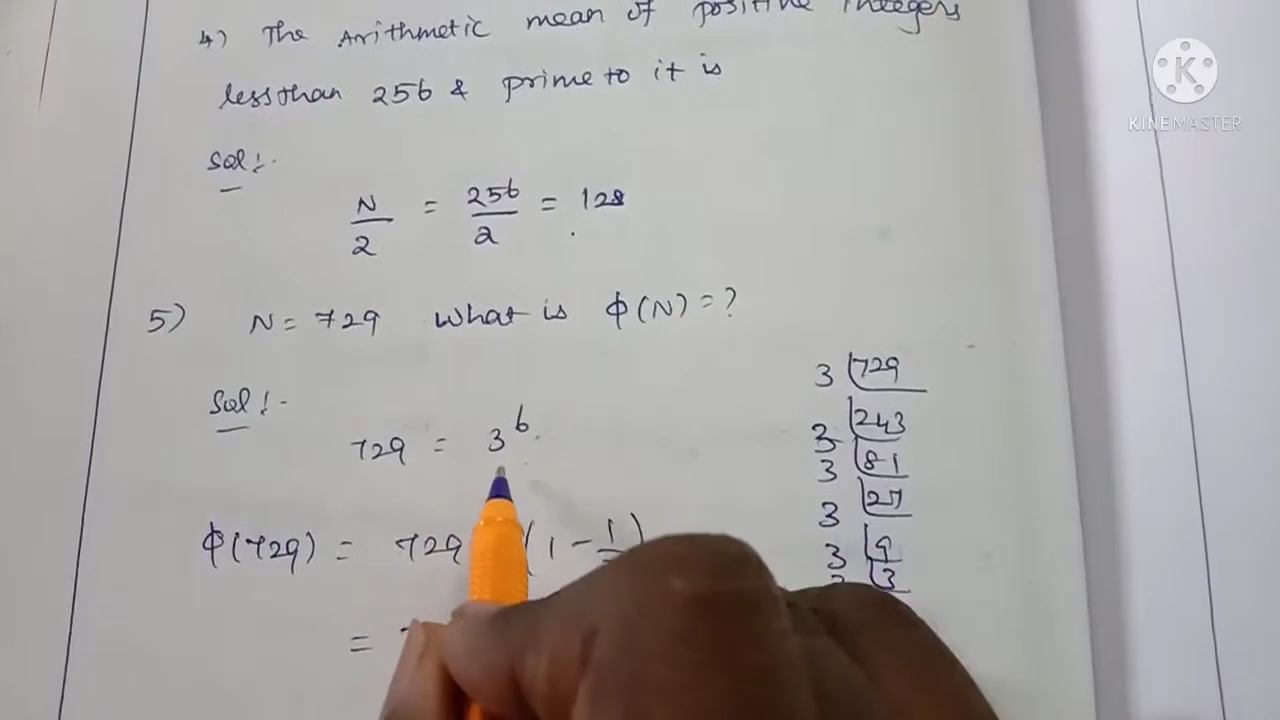 4) The Arithmetic mean of positive integers
less than 256 & prime to it is
Sol:-
N/2 = 256/2 = 128
5) N = 729 What is ϕ(N) = ?
Sol:-
729 = 3^6
ϕ(729) = 729 (1 - 1
=
3 729
3 243
3 81
3 27
3 9
3
KINEMASTER